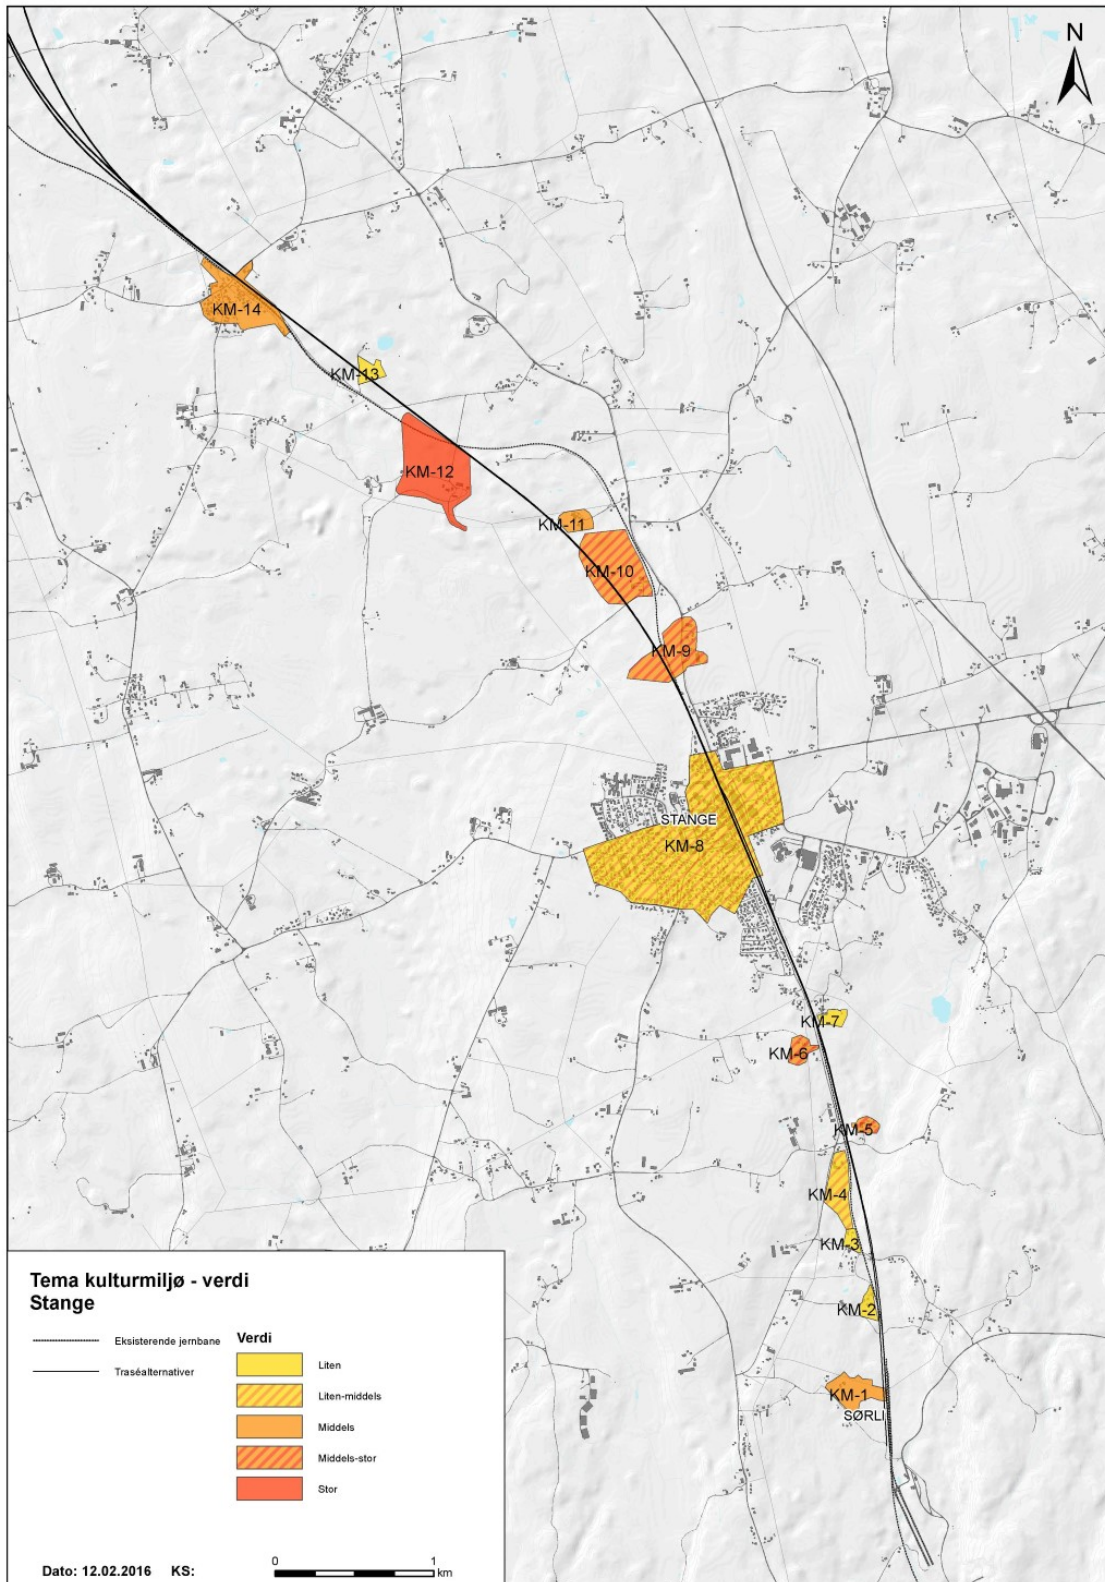 N
KM-14
KM-13
KM-12
KM-11
KM-10
KM-9
STANGE
KM-8
KM-7
KM-6
KM-5
KM-4
KM-3
KM-2
KM-1
SØRLI
Tema kulturmiljø - verdi
Stange
Eksisterende jernbane
Traséalternativer
Verdi
Liten
Liten-middels
Middels
Middels-stor
Stor
Dato: 12.02.2016 KS:
0 1
km